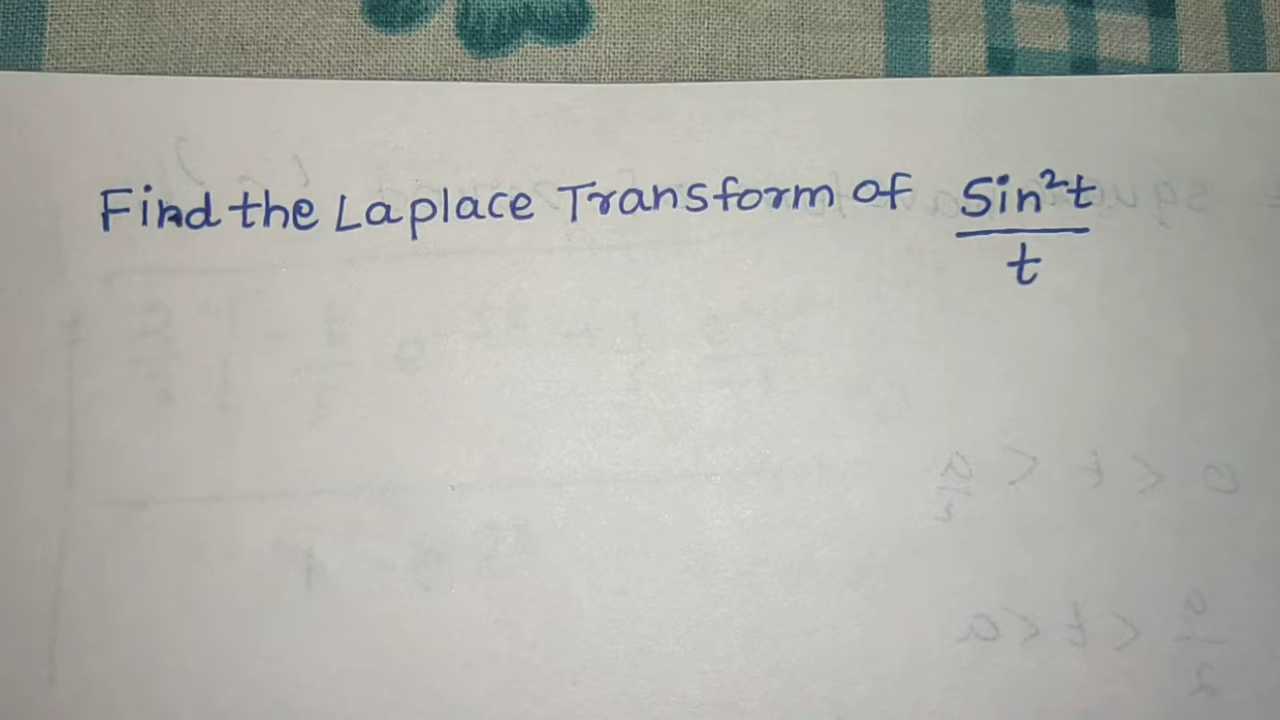 Find the Laplace Transform of Sin²t
t